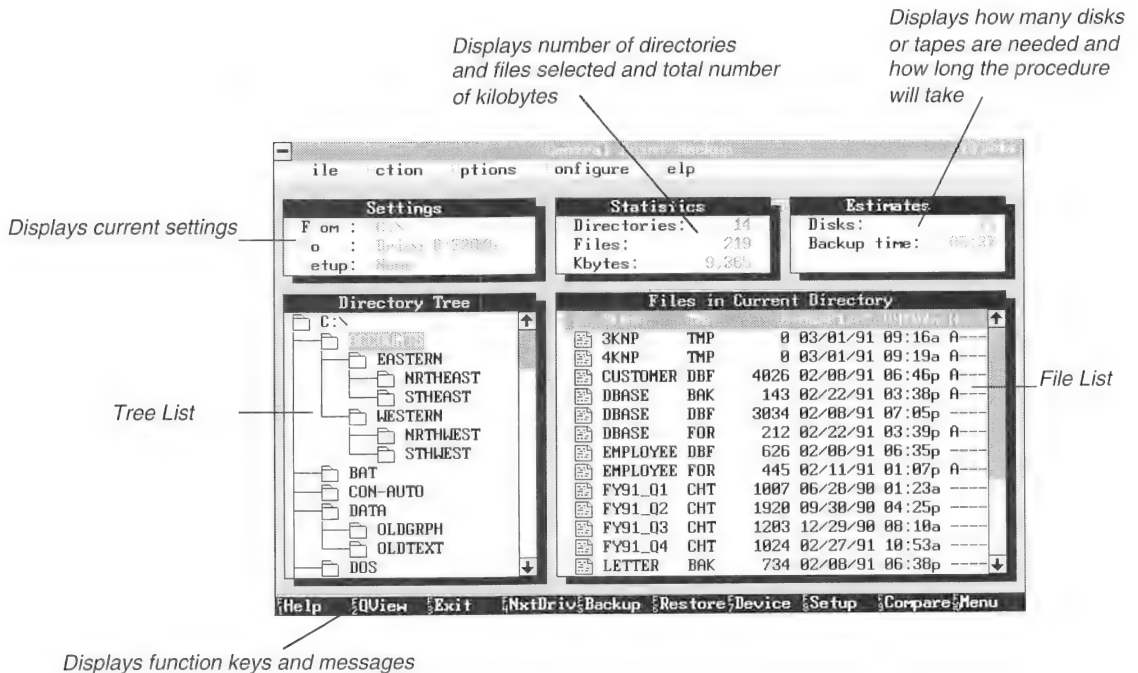 Displays how many disks
or tapes are needed and
how long the procedure
will take
Displays number of directories
and files selected and total number
of kilobytes
ile ction ptions onfigure elp
Displays current settings
Settings
F om : C:\
o :
etup: None
Statistics
Directories: 14
Files: 219
Kbytes: 9,365
Estimates
Disks:
Backup time:
Directory Tree
C:\
EASTERN
NRTHEAST
STHEAST
WESTERN
NRTHWEST
STHWEST
BAT
CON-AUTO
DATA
OLDGRPH
OLDTEXT
DOS
Tree List
Files in Current Directory
3KNP TMP 0 03/01/91 09:16a A---
4KNP TMP 0 03/01/91 09:19a A---
CUSTOMER DBF 4026 02/08/91 06:46p A---
DBASE BAK 143 02/22/91 03:38p A---
DBASE DBF 3034 02/08/91 07:05p ----
DBASE FOR 212 02/22/91 03:39p A---
EMPLOYEE DBF 626 02/08/91 06:35p ----
EMPLOYEE FOR 445 02/11/91 01:07p A---
FY91_Q1 CHT 1007 06/28/90 01:23a ----
FY91_Q2 CHT 1920 09/30/90 04:25p ----
FY91_Q3 CHT 1203 12/29/90 08:10a ----
FY91_Q4 CHT 1024 02/27/91 10:53a ----
LETTER BAK 734 02/08/91 06:38p ----
File List
Help QView Exit NxtDriv Backup Restore Device Setup Compare Menu
Displays function keys and messages